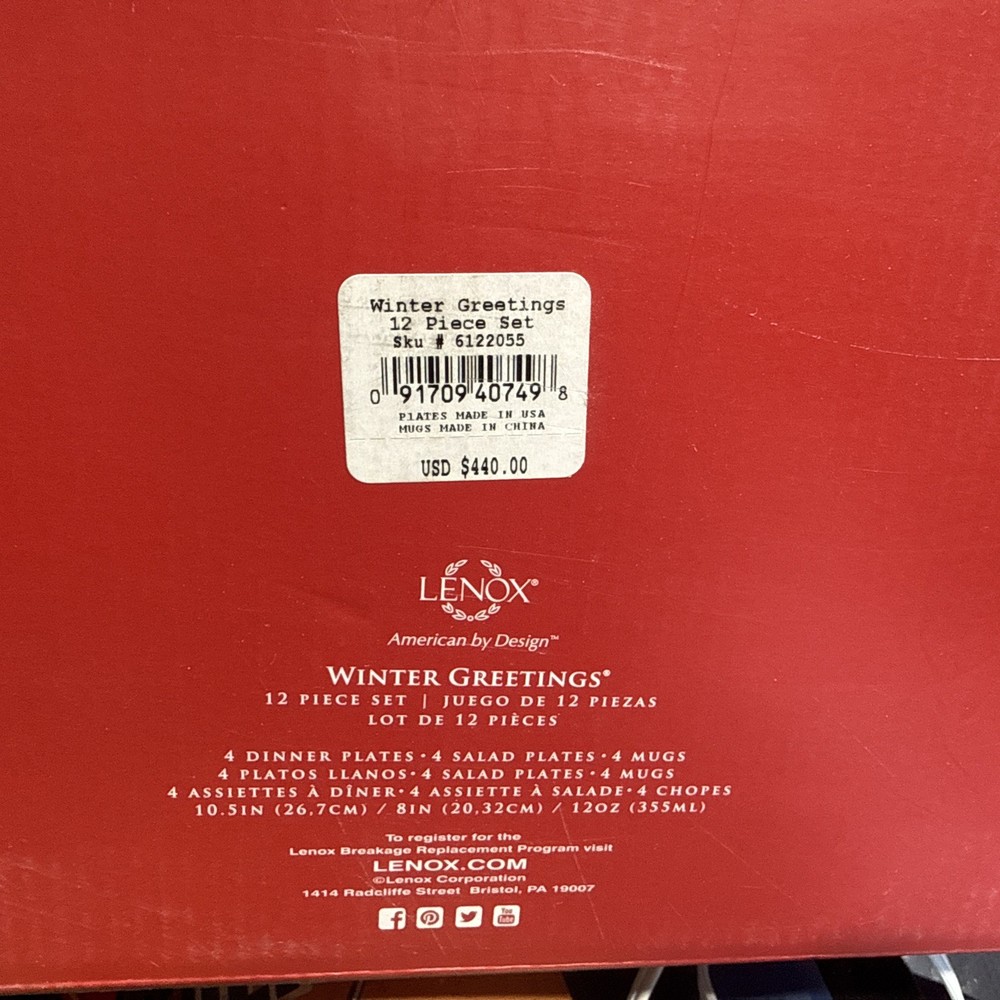 Winter Greetings
12 Piece Set
Sku # 6122055
0 91709 40749 8
PLATES MADE IN USA
MUGS MADE IN CHINA
USD $440.00
LENOX®
American by Design™
WINTER GREETINGS®
12 PIECE SET | JUEGO DE 12 PIEZAS
LOT DE 12 PIÈCES
4 DINNER PLATES • 4 SALAD PLATES • 4 MUGS
4 PLATOS LLANOS • 4 SALAD PLATES • 4 MUGS
4 ASSIETTES À DÎNER • 4 ASSIETTE À SALADE • 4 CHOPES
10.5IN (26,7CM) / 8IN (20,32CM) / 12OZ (355ML)
To register for the
Lenox Breakage Replacement Program visit
LENOX.COM
©Lenox Corporation
1414 Radcliffe Street Bristol, PA 19007
You
Tube